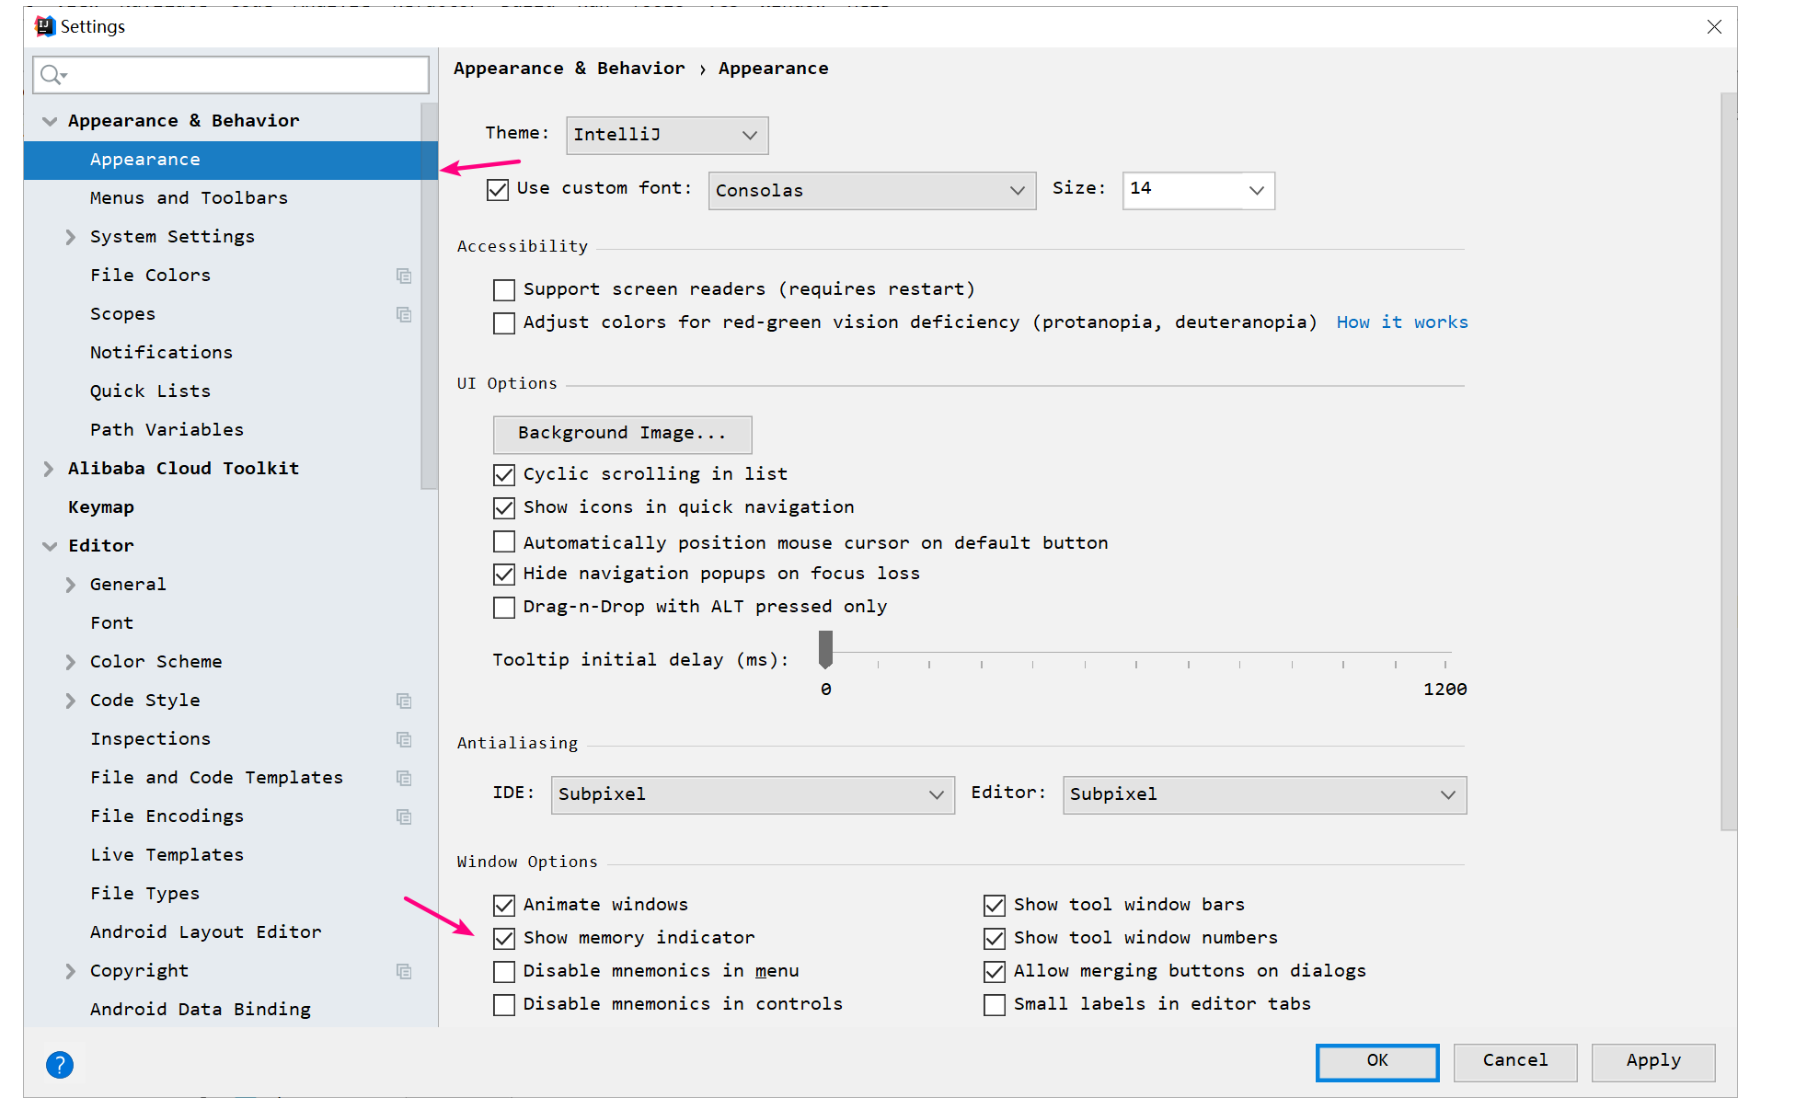 Settings
Appearance & Behavior
Appearance
Menus and Toolbars
System Settings
File Colors
Scopes
Notifications
Quick Lists
Path Variables
Alibaba Cloud Toolkit
Keymap
Editor
General
Font
Color Scheme
Code Style
Inspections
File and Code Templates
File Encodings
Live Templates
File Types
Android Layout Editor
Copyright
Android Data Binding
Appearance & Behavior › Appearance
Theme: IntelliJ
Use custom font: Consolas Size: 14
Accessibility
Support screen readers (requires restart)
Adjust colors for red-green vision deficiency (protanopia, deuteranopia) How it works
UI Options
Background Image...
Cyclic scrolling in list
Show icons in quick navigation
Automatically position mouse cursor on default button
Hide navigation popups on focus loss
Drag-n-Drop with ALT pressed only
Tooltip initial delay (ms):
0 1200
Antialiasing
IDE: Subpixel Editor: Subpixel
Window Options
Animate windows Show tool window bars
Show memory indicator Show tool window numbers
Disable mnemonics in menu Allow merging buttons on dialogs
Disable mnemonics in controls Small labels in editor tabs
? OK Cancel Apply